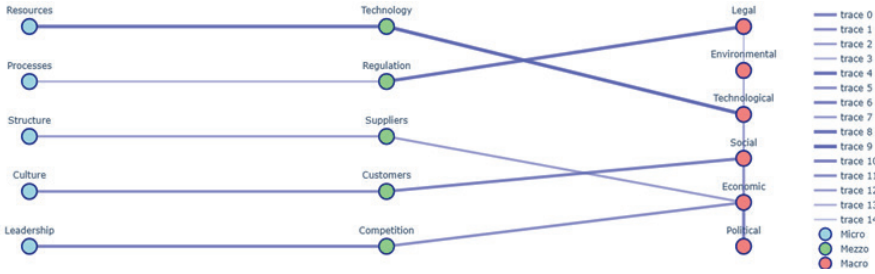 Resources
Technology
Legal
Processes
Regulation
Environmental
Technological
Structure
Suppliers
Social
Culture
Customers
Economic
Leadership
Competition
Political
trace 0
trace 1
trace 2
trace 3
trace 4
trace 5
trace 6
trace 7
trace 8
trace 9
trace 10
trace 11
trace 12
trace 13
trace 14
Micro
Mezzo
Macro